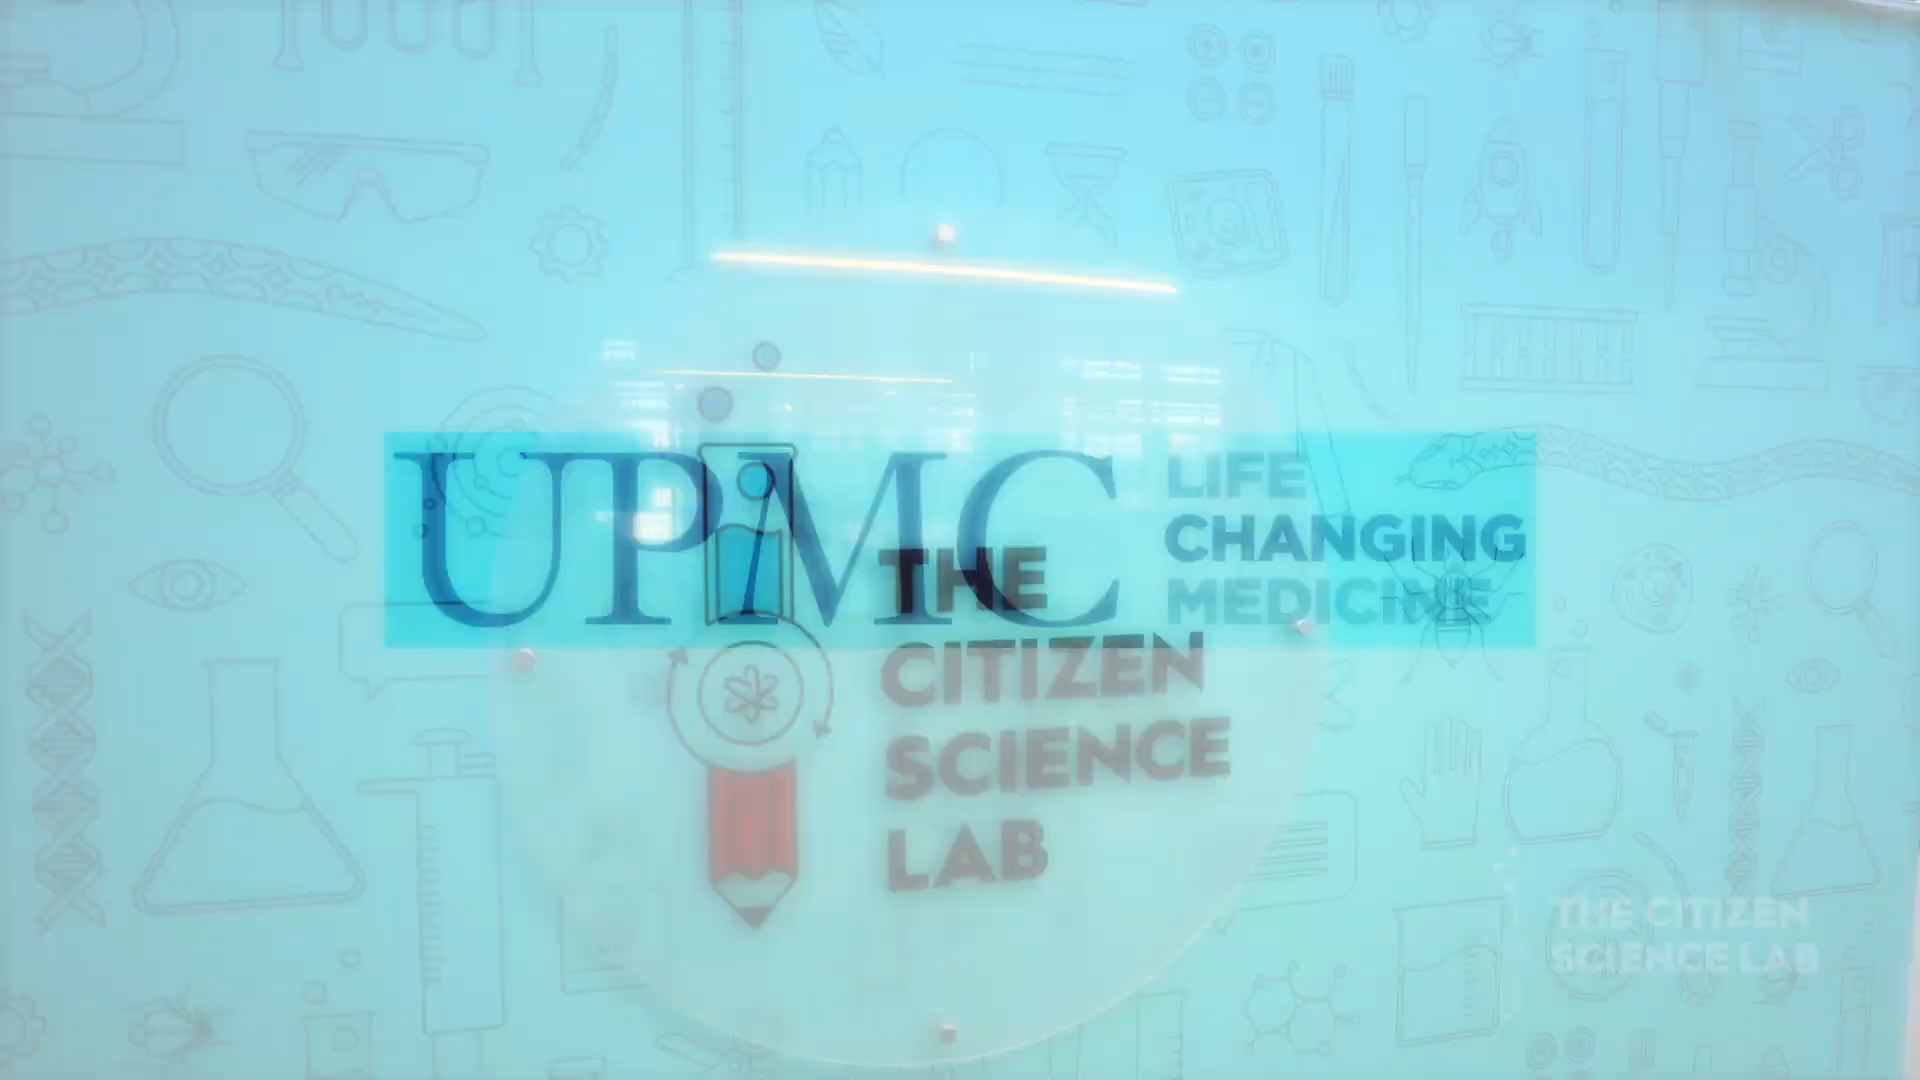 UPMC
LIFE
CHANGING
MEDICINE
THE
CITIZEN
SCIENCE
LAB
THE CITIZEN
SCIENCE LAB